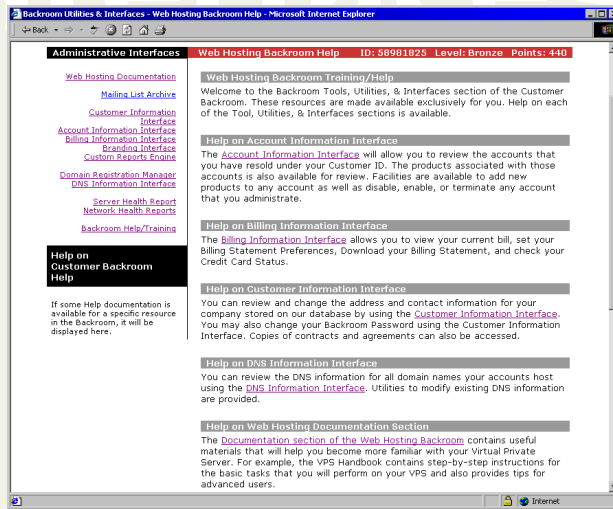 Backroom Utilities & Interfaces - Web Hosting Backroom Help - Microsoft Internet Explorer
Back
Administrative Interfaces
Web Hosting Documentation
Mailing List Archive
Customer Information
Interface
Account Information Interface
Billing Information Interface
Branding Interface
Custom Reports Engine
Domain Registration Manager
DNS Information Interface
Server Health Report
Network Health Reports
Backroom Help/Training
Help on
Customer Backroom
Help
If some Help documentation is
available for a specific resource
in the Backroom, it will be
displayed here.
Web Hosting Backroom Help ID: 58981825 Level: Bronze Points: 440
Web Hosting Backroom Training/Help
Welcome to the Backroom Tools, Utilities, & Interfaces section of the Customer
Backroom. These resources are made available exclusively for you. Help on each
of the Tool, Utilities, & Interfaces sections is available.
Help on Account Information Interface
The Account Information Interface will allow you to review the accounts that
you have resold under your Customer ID. The products associated with those
accounts is also available for review. Facilities are available to add new
products to any account as well as disable, enable, or terminate any account
that you administrate.
Help on Billing Information Interface
The Billing Information Interface allows you to view your current bill, set your
Billing Statement Preferences, Download your Billing Statement, and check your
Credit Card Status.
Help on Customer Information Interface
You can review and change the address and contact information for your
company stored on our database by using the Customer Information Interface.
You may also change your Backroom Password using the Customer Information
Interface. Copies of contracts and agreements can also be accessed.
Help on DNS Information Interface
You can review the DNS information for all domain names your accounts host
using the DNS Information Interface. Utilities to modify existing DNS information
are provided.
Help on Web Hosting Documentation Section
The Documentation section of the Web Hosting Backroom contains useful
materials that will help you become more familiar with your Virtual Private
Server. For example, the VPS Handbook contains step-by-step instructions for
the basic tasks that you will perform on your VPS and also provides tips for
advanced users.
Internet